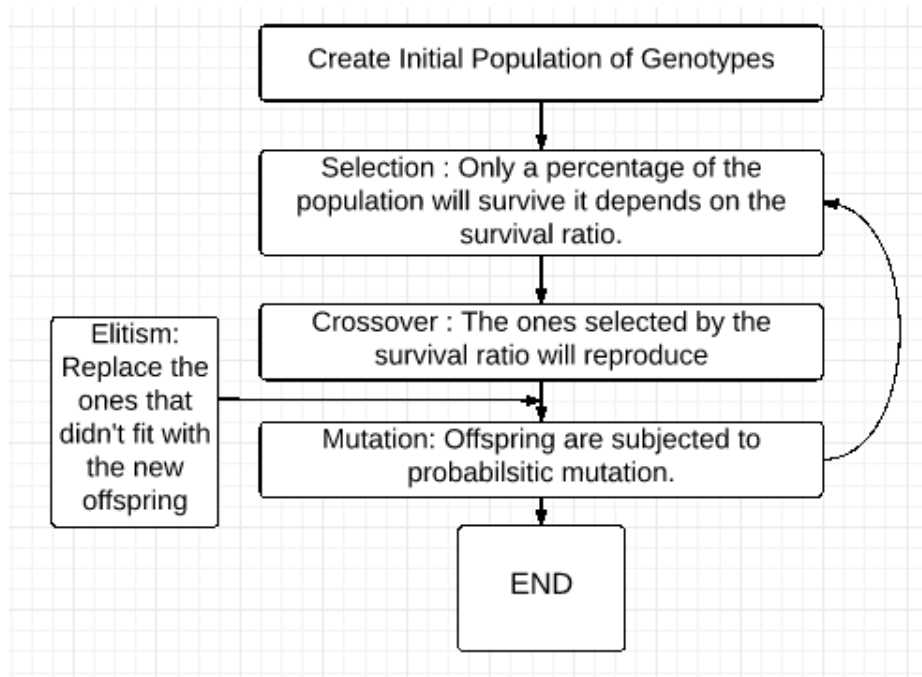 Create Initial Population of Genotypes
Selection : Only a percentage of the
population will survive it depends on the
survival ratio.
Crossover : The ones selected by the
survival ratio will reproduce
Elitism:
Replace the
ones that
didn't fit with
the new
offspring
Mutation: Offspring are subjected to
probabilsitic mutation.
END